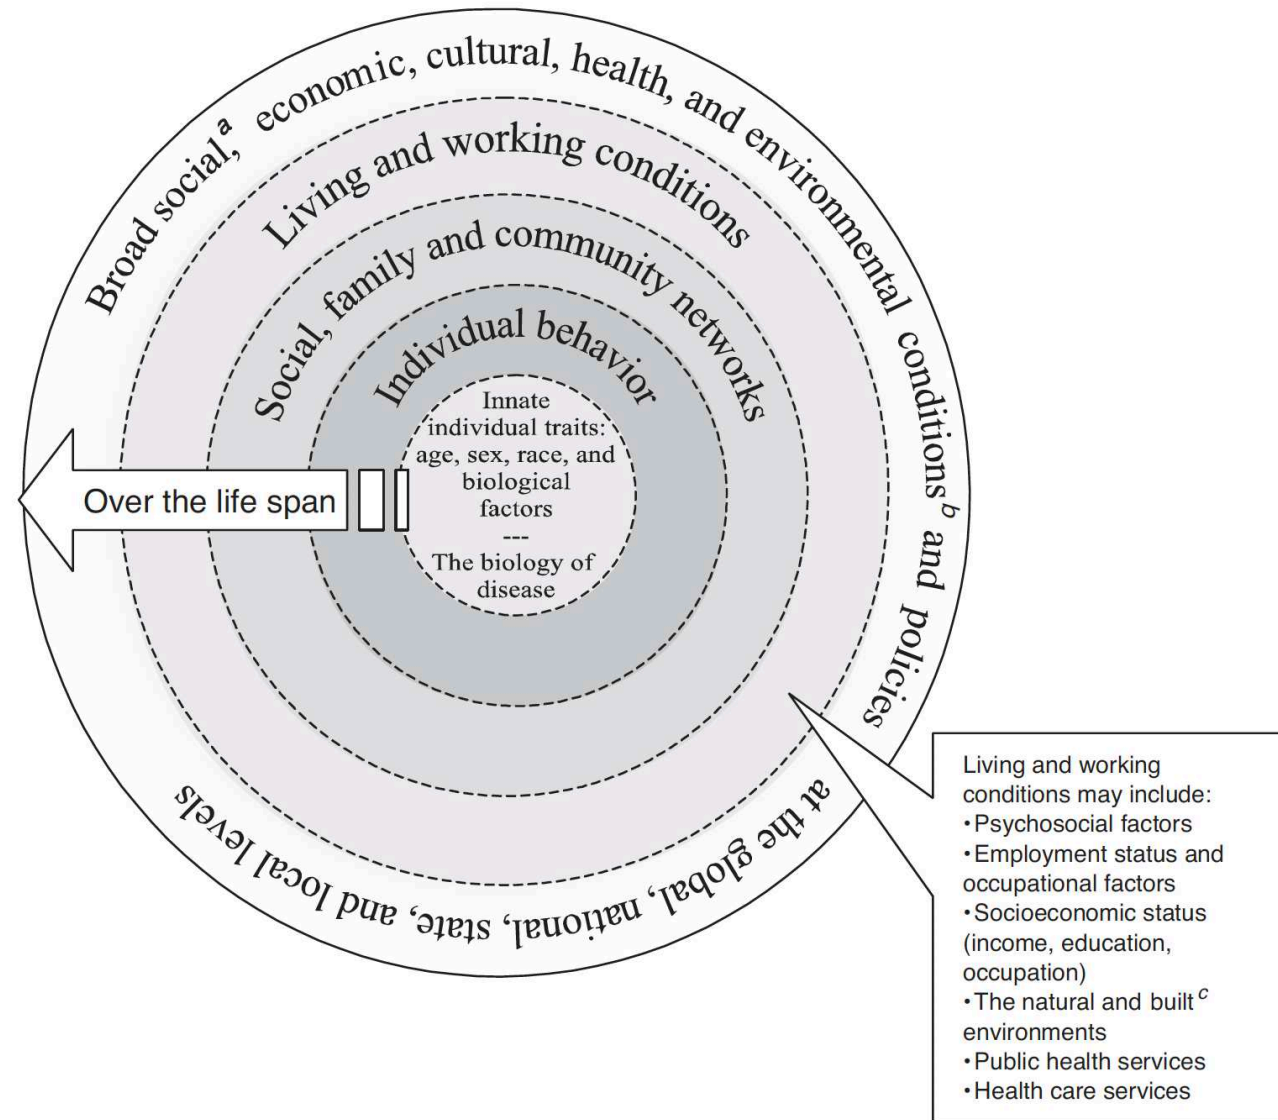 Broad social,ᵃ economic, cultural, health, and environmental conditionsᵇ and policies
at the global, national, state, and local levels
Living and working conditions
Social, family and community networks
Individual behavior
Innate
individual traits:
age, sex, race, and
biological
factors
---
The biology of
disease
Over the life span
Living and working
conditions may include:
•Psychosocial factors
•Employment status and
occupational factors
•Socioeconomic status
(income, education,
occupation)
•The natural and builtᶜ
environments
•Public health services
•Health care services